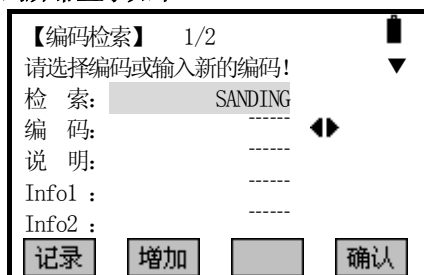 【编码检索】 1/2
请选择编码或输入新的编码!
检 索: SANDING
编 码: ------
说 明: ------
Info1 : ------
Info2 : ------
记录 增加 确认